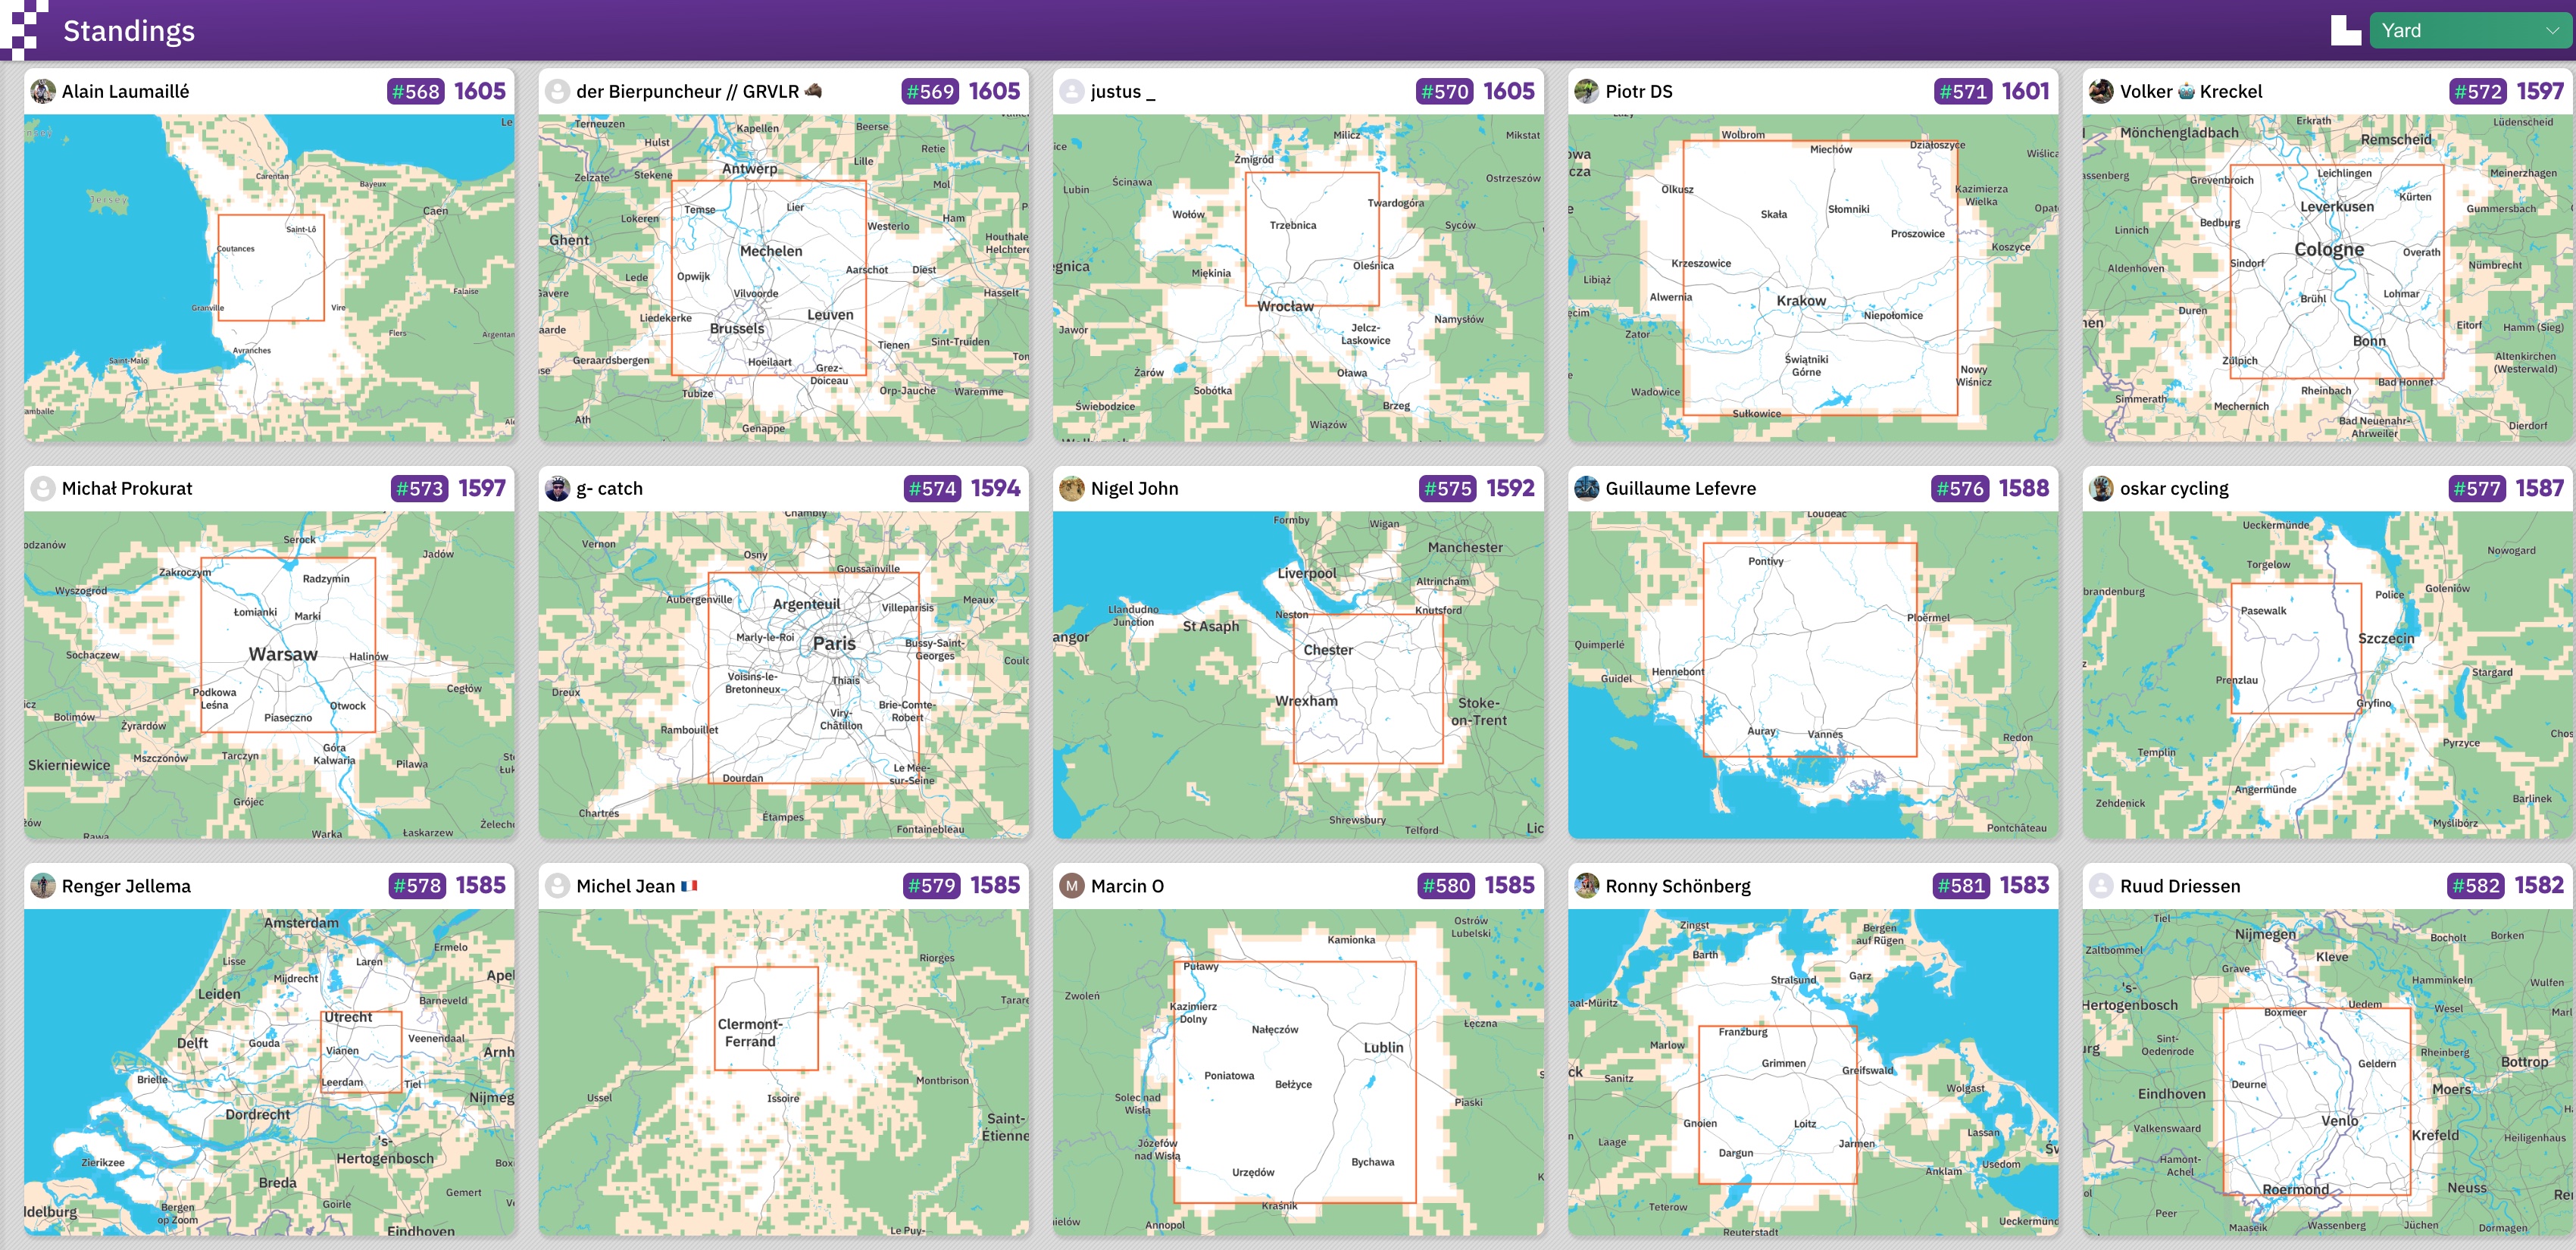 Standings
Yard
Alain Laumaillé #568 1605
Carentan
Bayeux
Caen
Saint-Lô
Coutances
Granville
Vire
Falaise
Flers
Avranches
Saint-Malo
der Bierpuncheur // GRVLR #569 1605
Terneuzen
Kapellen
Beerse
Hulst
Retie
Lille
Antwerp
Zelzate
Stekene
Mol
Temse
Lier
Lokeren
Ham
Westerlo
Ghent
Mechelen
Houthale
Helchter
Lede
Opwijk
Aarschot
Diest
Vilvoorde
Hasselt
Liedekerke
Leuven
Brussels
Tienen
Sint-Truiden
Geraardsbergen
Hoeilaart
Grez-
Doiceau
Tubize
Orp-Jauche
Waremme
Ath
Genappe
justus _ #570 1605
Milicz
Mikstat
Żmigród
Ścinawa
Lubin
Ostrzeszów
Twardogóra
Wołów
Trzebnica
Syców
egnica
Miękinia
Oleśnica
Wrocław
Jawor
Jelcz-
Laskowice
Namysłów
Żarów
Oława
Sobótka
Świebodzice
Brzeg
Wiązów
Piotr DS #571 1601
Wolbrom
Miechów
Działoszyce
Wiślica
Olkusz
Kazimierza
Wielka
Skała
Słomniki
Proszowice
Koszyce
Krzeszowice
Libiąż
Alwernia
Krakow
Niepołomice
Zator
Świątniki
Górne
Wadowice
Nowy
Wiśnicz
Sułkowice
Volker Kreckel #572 1597
Erkrath
Lüdenscheid
Mönchengladbach
Remscheid
Leichlingen
Meinerzhagen
Grevenbroich
Kürten
Leverkusen
Gummersbach
Bedburg
Linnich
Cologne
Overath
Sindorf
Nümbrecht
Aldenhoven
Brühl
Lohmar
Duren
Eitorf
Hamm (Sieg)
Bonn
Zülpich
Altenkirchen
(Westerwald)
Bad Honnef
Rheinbach
Simmerath
Mechernich
Bad Neuenahr-
Ahrweiler
Dierdorf
Michał Prokurat #573 1597
odzanów
Serock
Jadów
Zakroczym
Radzymin
Wyszogród
Łomianki
Marki
Warsaw
Sochaczew
Halinów
Podkowa
Leśna
Cegłów
Otwock
Bolimów
Piaseczno
Żyrardów
Góra
Kalwaria
Skierniewice
Mszczonów
Tarczyn
Pilawa
Grójec
Warka
Łaskarzew
g- catch #574 1594
Chambly
Vernon
Osny
Goussainville
Aubergenville
Argenteuil
Villeparisis
Meaux
Marly-le-Roi
Paris
Bussy-Saint-
Georges
Voisins-le-
Bretonneux
Thiais
Dreux
Viry-
Châtillon
Brie-Comte-
Robert
Rambouillet
Dourdan
Le Mée-
sur-Seine
Chartres
Étampes
Fontainebleau
Nigel John #575 1592
Formby
Wigan
Manchester
Liverpool
Altrincham
Llandudno
Junction
Neston
Knutsford
St Asaph
angor
Chester
Wrexham
Stoke-
on-Trent
Shrewsbury
Telford
Lic
Guillaume Lefevre #576 1588
Loudéac
Pontivy
Ploërmel
Quimperlé
Hennebont
Guidel
Auray
Vannes
Redon
Pontchâteau
oskar cycling #577 1587
Ueckermünde
Nowogard
Torgelow
Goleniów
brandenburg
Police
Pasewalk
Szczecin
Prenzlau
Stargard
Gryfino
Pyrzyce
Templin
Angermünde
Zehdenick
Barlinek
Myślibórz
Renger Jellema #578 1585
Amsterdam
Ermelo
Lisse
Laren
Mijdrecht
Apel
Leiden
Barneveld
Utrecht
Delft
Gouda
Veenendaal
Vianen
Arnh
Brielle
Leerdam
Tiel
Nijmeg
Dordrecht
's-
Hertogenbosch
Zierikzee
Breda
Gemert
Goirle
ldelburg
Bergen
op Zoom
Eindhoven
Michel Jean #579 1585
Riorges
Tarare
Clermont-
Ferrand
Montbrison
Ussel
Issoire
Saint-
Étienne
Le Puy-
M Marcin O #580 1585
Ostrów
Lubelski
Kamionka
Puławy
Zwoleń
Kazimierz
Dolny
Nałęczów
Łęczna
Lublin
Poniatowa
Bełżyce
Solec nad
Wisłą
Piaski
Józefów
nad Wisłą
Bychawa
Urzędów
Kraśnik
Annopol
Ronny Schönberg #581 1583
Zingst
Bergen
auf Rügen
Barth
Stralsund
Garz
aal-Müritz
Franzburg
Marlow
Grimmen
Greifswald
Sanitz
Wolgast
Gnoien
Loitz
Lassan
Laage
Jarmen
Dargun
Usedom
Anklam
Teterow
Ueckermünd
Reuterstadt
Ruud Driessen #582 1582
Tiel
Nijmegen
Bocholt
Borken
Zaltbommel
Kleve
Grave
Hamminkeln
Wulfen
's-
Hertogenbosch
Uedem
Boxmeer
Wesel
Sint-
Oedenrode
Rheinberg
Geldern
Bottrop
Deurne
Moers
Eindhoven
Venlo
Valkenswaard
Krefeld
Heiligenhaus
Hamont-
Achel
Roermond
Neuss
Peer
Maaseik
Wassenberg
Jüchen
Dormagen